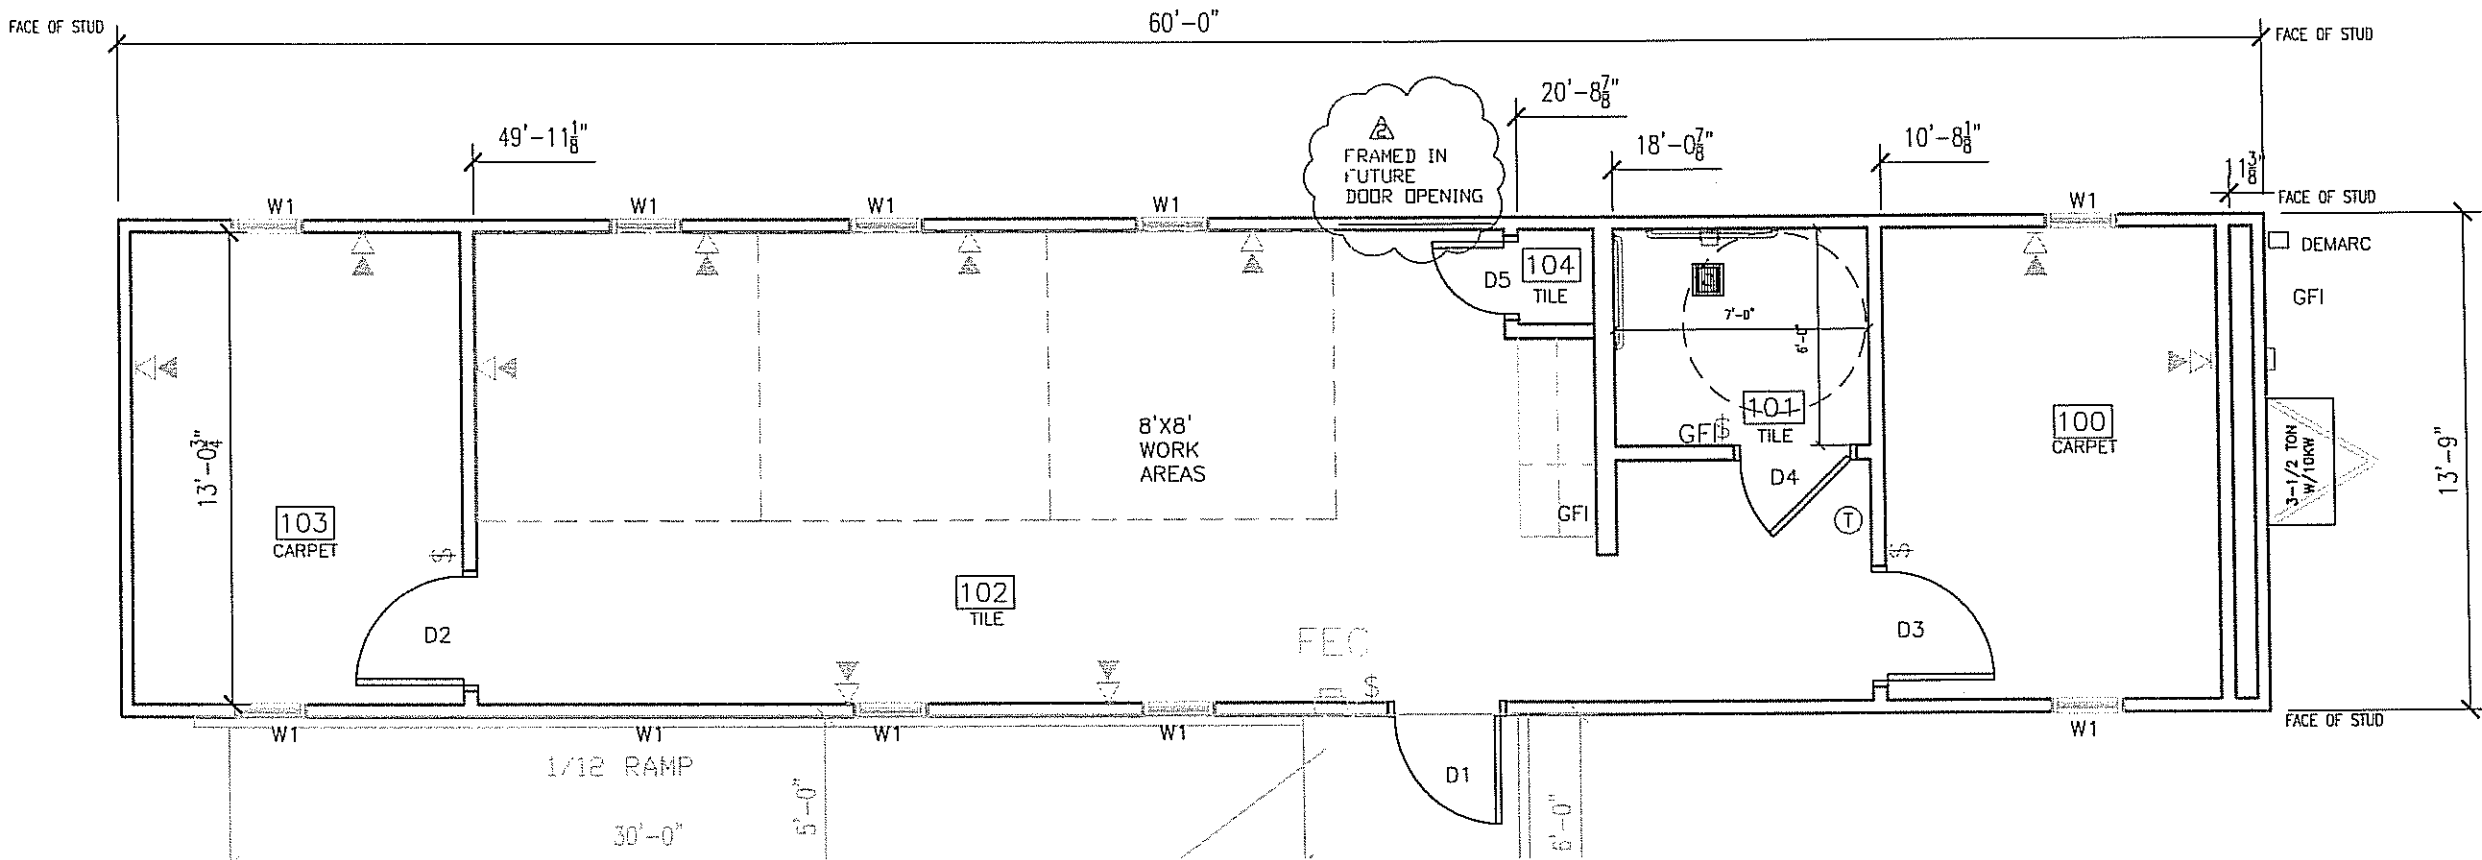 60'-0"
FACE OF STUD
FACE OF STUD
20'-8 7/8"
49'-11 1/8"
2
FRAMED IN
FUTURE
DOOR OPENING
18'-0 7/8"
10'-8 1/8"
11 3/8"
FACE OF STUD
W1
W1
W1
W1
W1
DEMARC
GFI
D5
104
TILE
7'-0"
6'-0"
101
TILE
GFI
$
D4
T
100
CARPET
3-1/2 TON
W/10KW
13'-9"
8'X8'
WORK
AREAS
13'-0 3/4"
103
CARPET
$
GFI
$
102
TILE
D2
D3
FEC
$
FACE OF STUD
W1
W1
W1
W1
W1
1/12 RAMP
30'-0"
5'-0"
D1
6'-0"